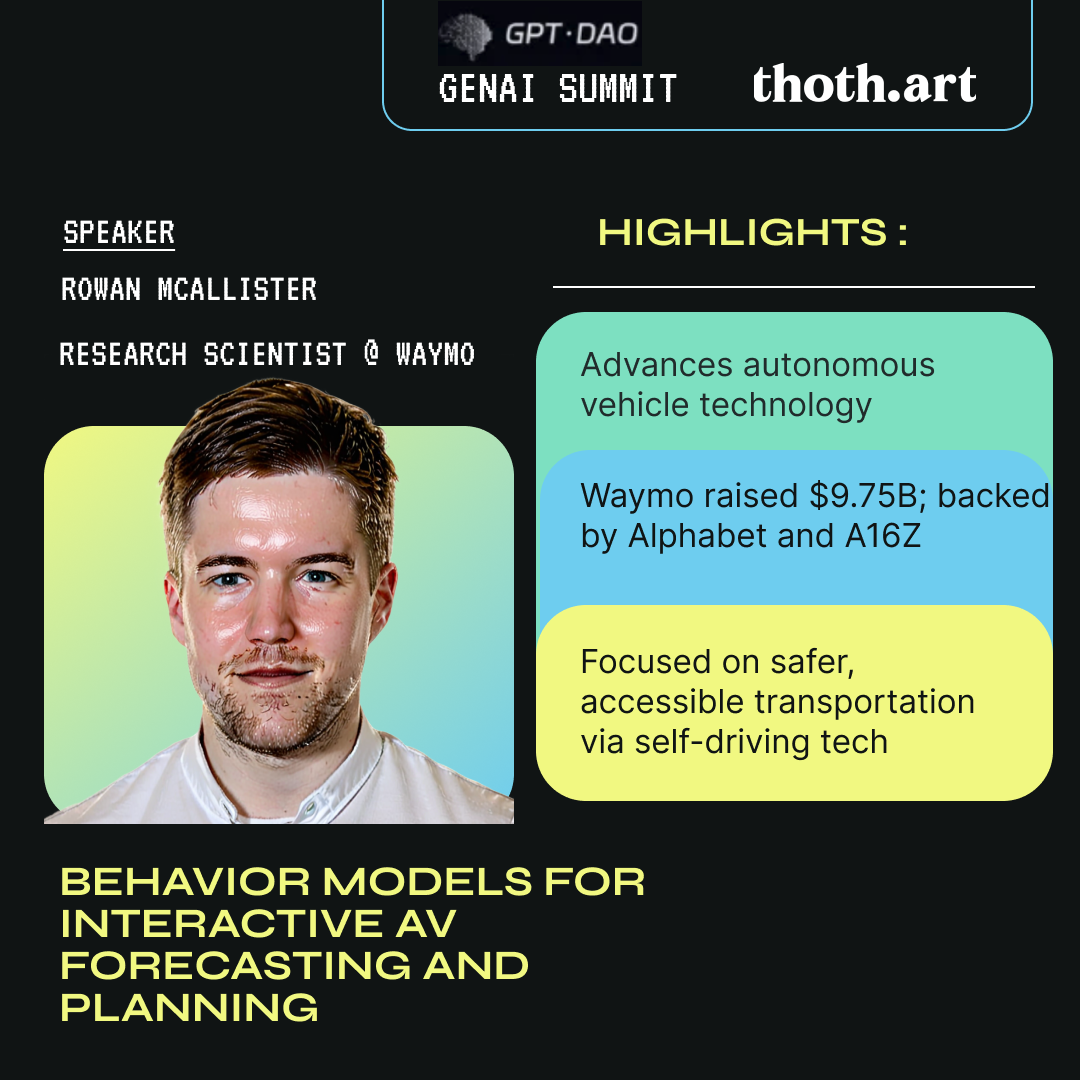 GPT·DAO
GENAI SUMMIT
thoth.art
SPEAKER
ROWAN MCALLISTER
RESEARCH SCIENTIST @ WAYMO
HIGHLIGHTS :
Advances autonomous
vehicle technology
Waymo raised $9.75B; backed
by Alphabet and A16Z
Focused on safer,
accessible transportation
via self-driving tech
BEHAVIOR MODELS FOR
INTERACTIVE AV
FORECASTING AND
PLANNING